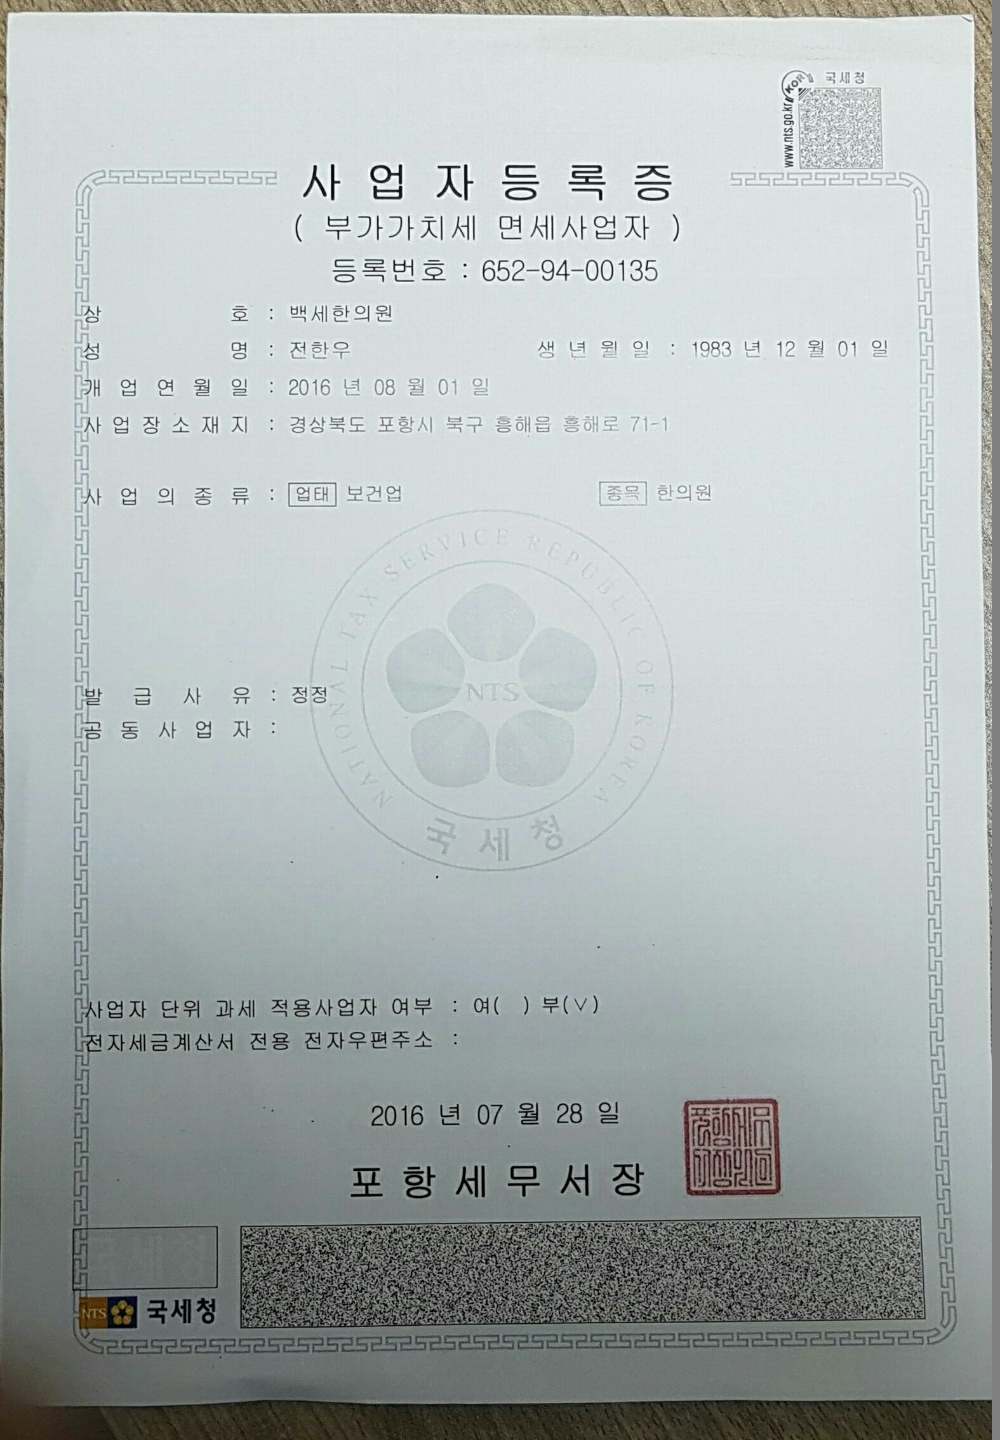 국세청
KOR
www.nts.go.kr
사업자등록증
( 부가가치세 면세사업자 )
등록번호 : 652-94-00135
상 호 : 백세한의원
성 명 : 전한우 생 년 월 일 : 1983 년 12 월 01 일
개 업 연 월 일 : 2016 년 08 월 01 일
사 업 장 소 재 지 : 경상북도 포항시 북구 흥해읍 흥해로 71-1
사 업 의 종 류 : 업태 보건업 종목 한의원
NATIONAL TAX SERVICE REPUBLIC OF KOREA
NTS
국세청
발 급 사 유 : 정정
공 동 사 업 자 :
사업자 단위 과세 적용사업자 여부 : 여( ) 부(∨)
전자세금계산서 전용 전자우편주소 :
2016 년 07 월 28 일
포항세무서장
국세청
NTS 국세청